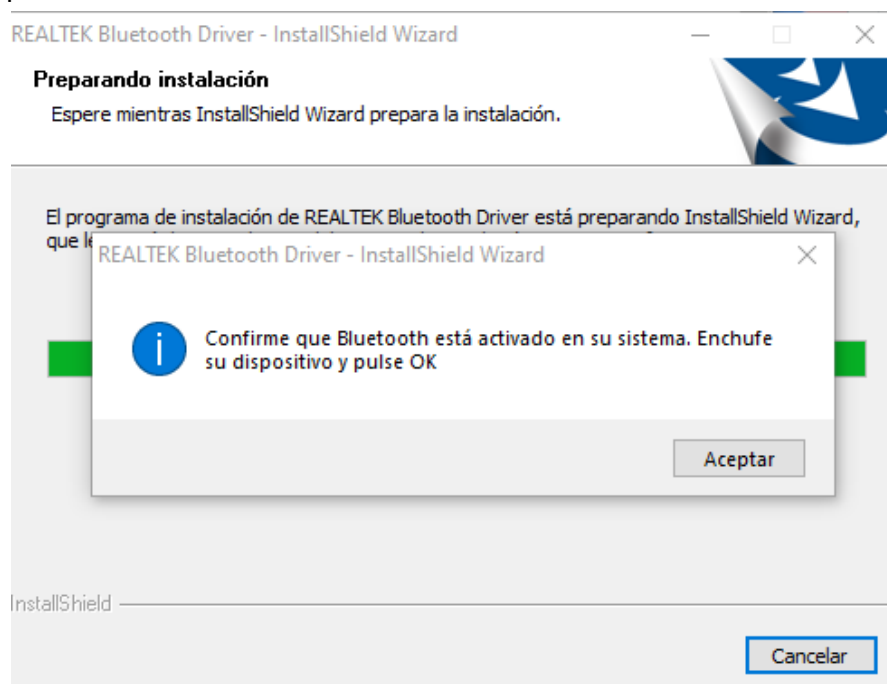 REALTEK Bluetooth Driver - InstallShield Wizard
Preparando instalación
Espere mientras InstallShield Wizard prepara la instalación.
El programa de instalación de REALTEK Bluetooth Driver está preparando InstallShield Wizard,
que
REALTEK Bluetooth Driver - InstallShield Wizard
Confirme que Bluetooth está activado en su sistema. Enchufe
su dispositivo y pulse OK
Aceptar
InstallShield
Cancelar